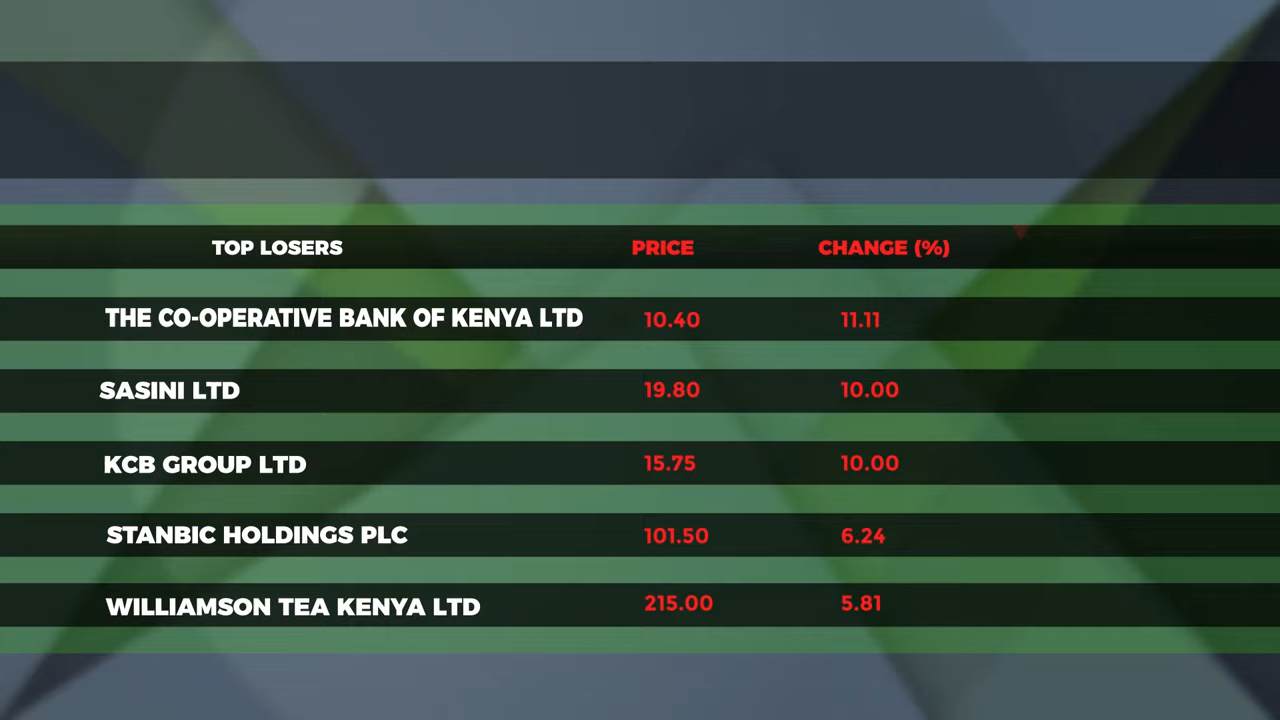 TOP LOSERS PRICE CHANGE (%)
THE CO-OPERATIVE BANK OF KENYA LTD 10.40 11.11
SASINI LTD 19.80 10.00
KCB GROUP LTD 15.75 10.00
STANBIC HOLDINGS PLC 101.50 6.24
WILLIAMSON TEA KENYA LTD 215.00 5.81